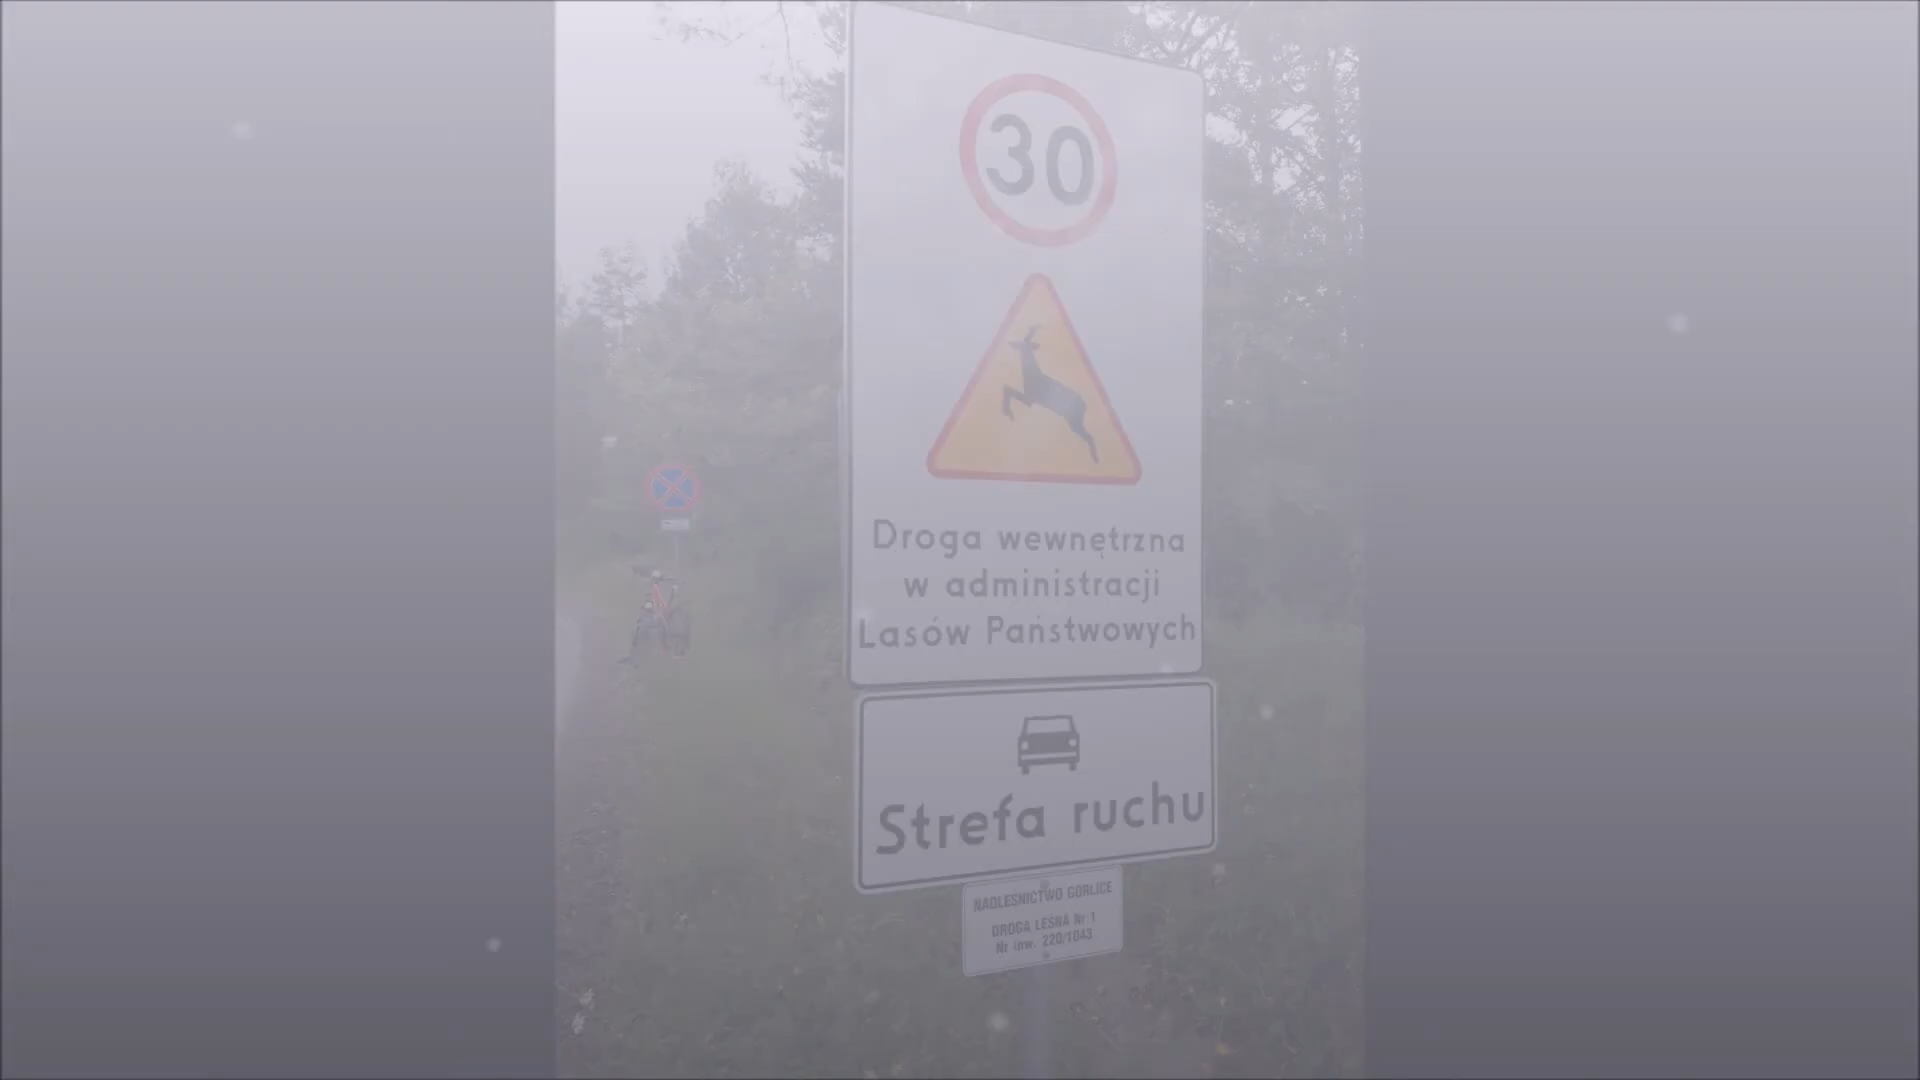 30
Droga wewnętrzna
w administracji
Lasów Państwowych
Strefa ruchu
NADLEŚNICTWO GORLICE
DROGA LEŚNA Nr 1
Nr inw. 220/1043